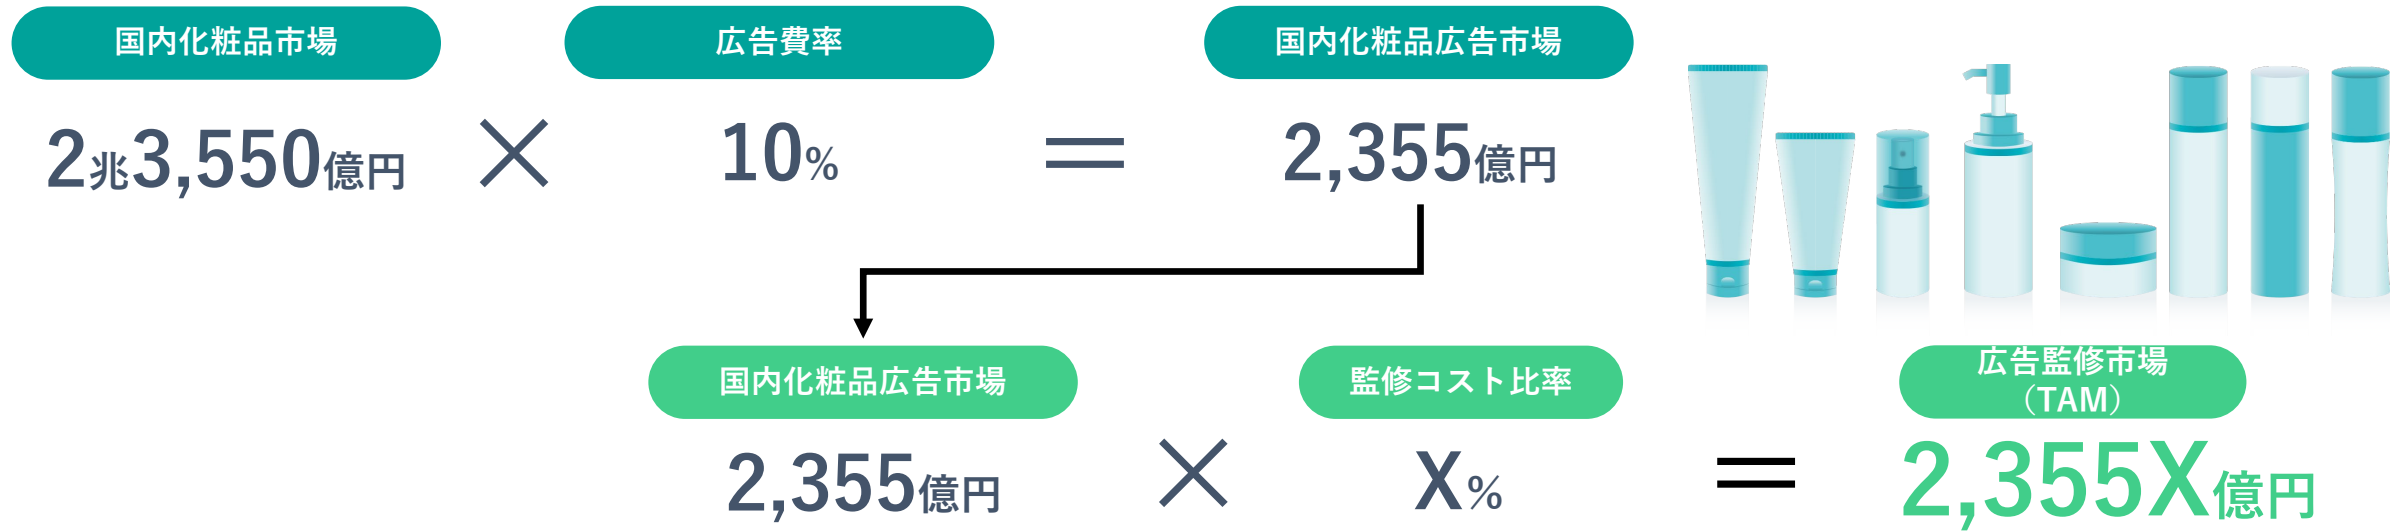 国内化粧品市場
広告費率
国内化粧品広告市場
2兆3,550億円
×
10%
=
2,355億円
国内化粧品広告市場
監修コスト比率
広告監修市場
（TAM）
2,355億円
×
X%
=
2,355X億円